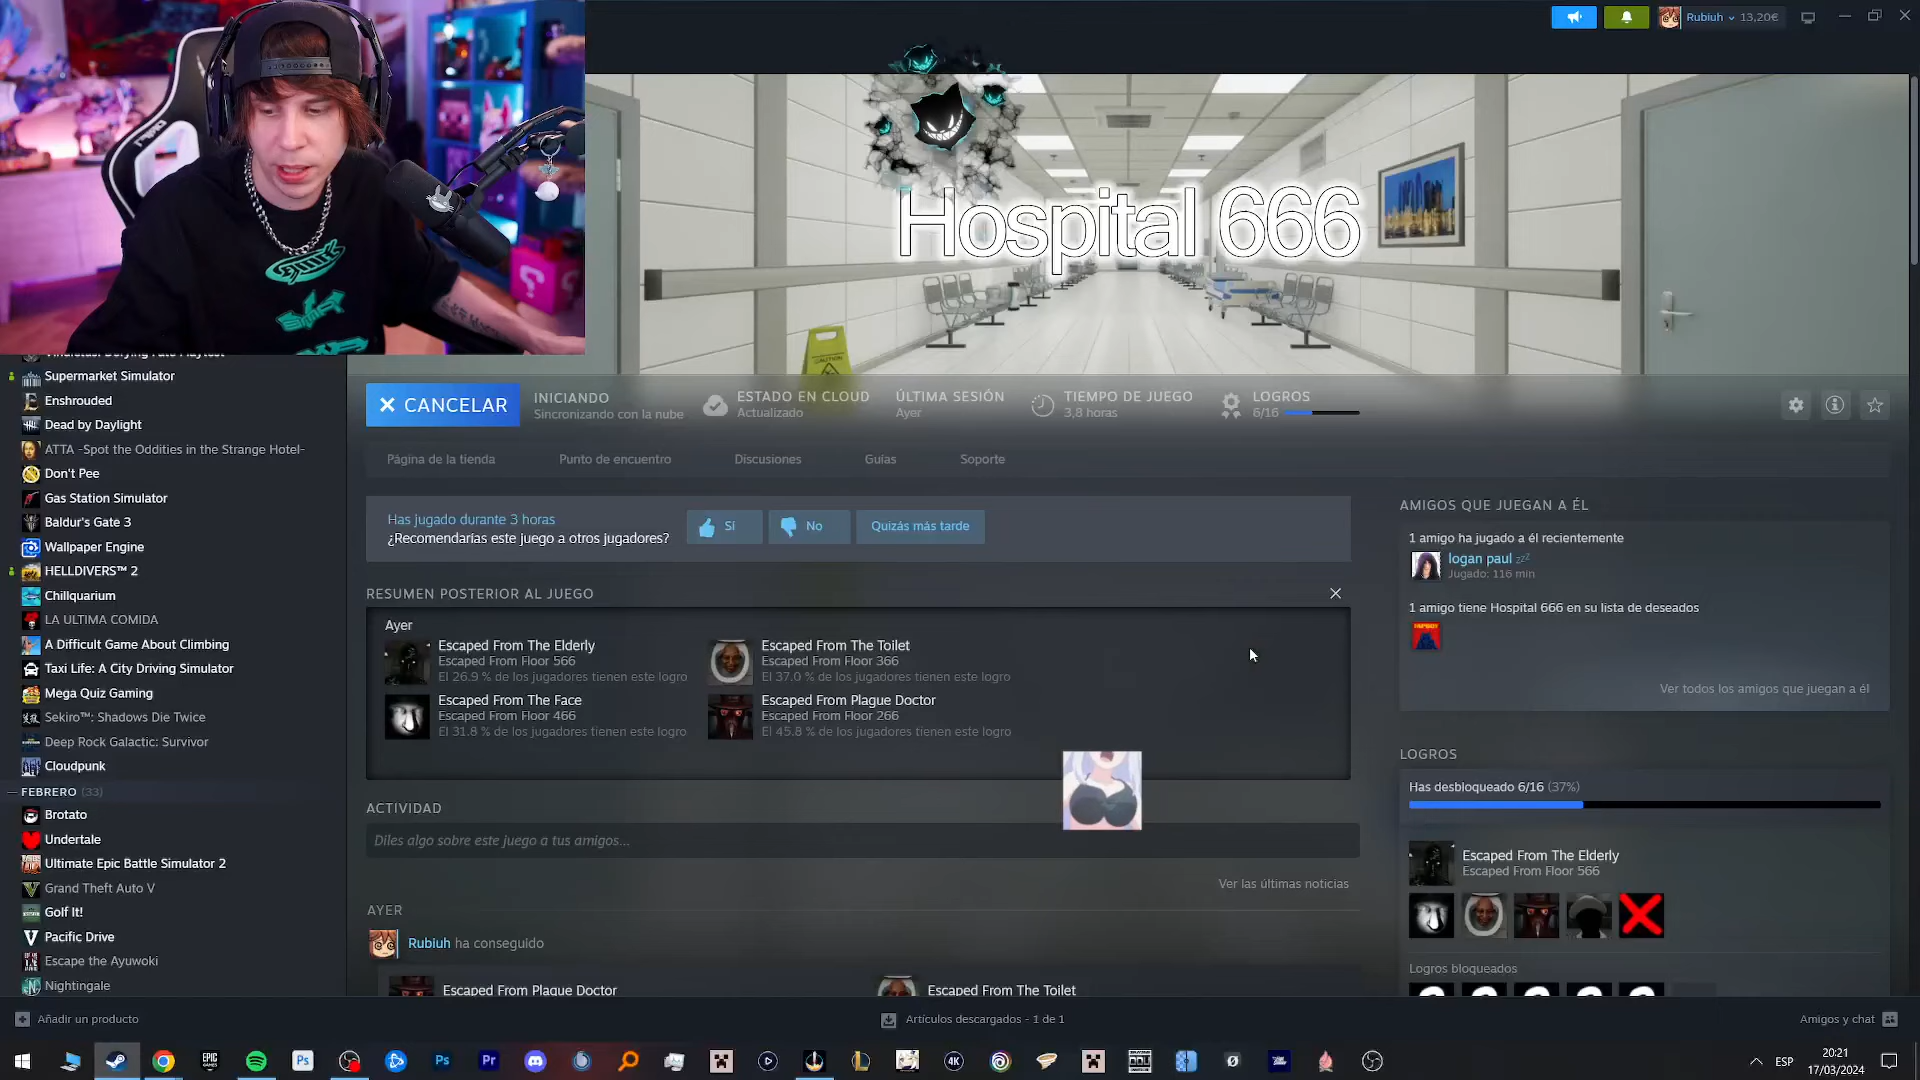 Rubiuh
13,20€
Hospital 666
CANCELAR
INICIANDO
Sincronizando con la nube
ESTADO EN CLOUD
Actualizado
ÚLTIMA SESIÓN
Ayer
TIEMPO DE JUEGO
3,8 horas
LOGROS
6/16
Supermarket Simulator
Enshrouded
Dead by Daylight
ATTA -Spot the Oddities in the Strange Hotel-
Don't Pee
Gas Station Simulator
Baldur's Gate 3
Wallpaper Engine
HELLDIVERS™ 2
Chillquarium
LA ULTIMA COMIDA
A Difficult Game About Climbing
Taxi Life: A City Driving Simulator
Mega Quiz Gaming
Sekiro™: Shadows Die Twice
Deep Rock Galactic: Survivor
Cloudpunk
FEBRERO (33)
Brotato
Undertale
Ultimate Epic Battle Simulator 2
Grand Theft Auto V
Golf It!
Pacific Drive
Escape the Ayuwoki
Nightingale
Página de la tienda
Punto de encuentro
Discusiones
Guías
Soporte
Has jugado durante 3 horas
¿Recomendarías este juego a otros jugadores?
Sí
No
Quizás más tarde
RESUMEN POSTERIOR AL JUEGO
Ayer
Escaped From The Elderly
Escaped From Floor 566
El 26.9 % de los jugadores tienen este logro
Escaped From The Toilet
Escaped From Floor 366
El 37.0 % de los jugadores tienen este logro
Escaped From The Face
Escaped From Floor 466
El 31.8 % de los jugadores tienen este logro
Escaped From Plague Doctor
Escaped From Floor 266
El 45.8 % de los jugadores tienen este logro
ACTIVIDAD
Diles algo sobre este juego a tus amigos...
Ver las últimas noticias
AYER
Rubiuh ha conseguido
Escaped From Plague Doctor
Escaped From The Toilet
AMIGOS QUE JUEGAN A ÉL
1 amigo ha jugado a él recientemente
logan paul zzz
Jugado: 116 min
1 amigo tiene Hospital 666 en su lista de deseados
Ver todos los amigos que juegan a él
LOGROS
Has desbloqueado 6/16 (37%)
Escaped From The Elderly
Escaped From Floor 566
Logros bloqueados
Añadir un producto
Artículos descargados - 1 de 1
Amigos y chat
EPIC GAMES
Ps
Ps
Pr
4K
ESP
20:21
17/03/2024